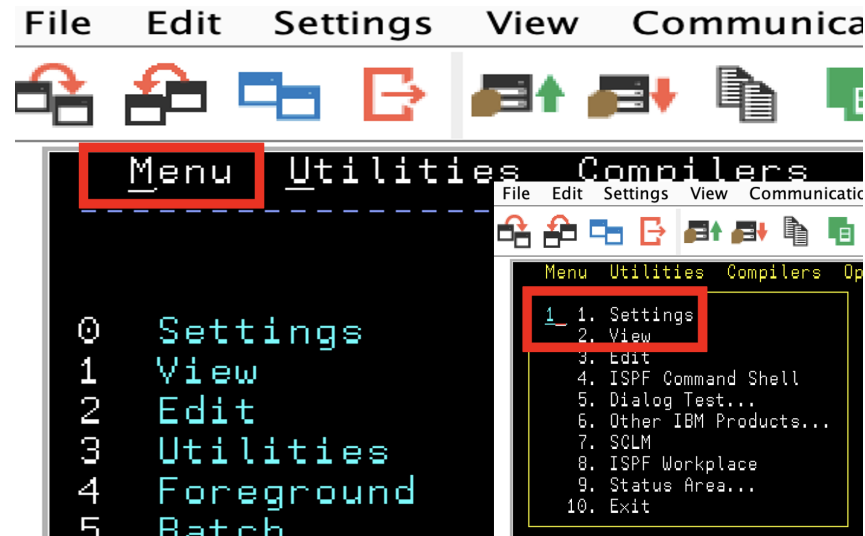 File Edit Settings View Communica
Menu Utilities Compilers
0 Settings
1 View
2 Edit
3 Utilities
4 Foreground
5 Batch
File Edit Settings View Communicatio
Menu Utilities Compilers Op
1_ 1. Settings
2. View
3. Edit
4. ISPF Command Shell
5. Dialog Test...
6. Other IBM Products...
7. SCLM
8. ISPF Workplace
9. Status Area...
10. Exit